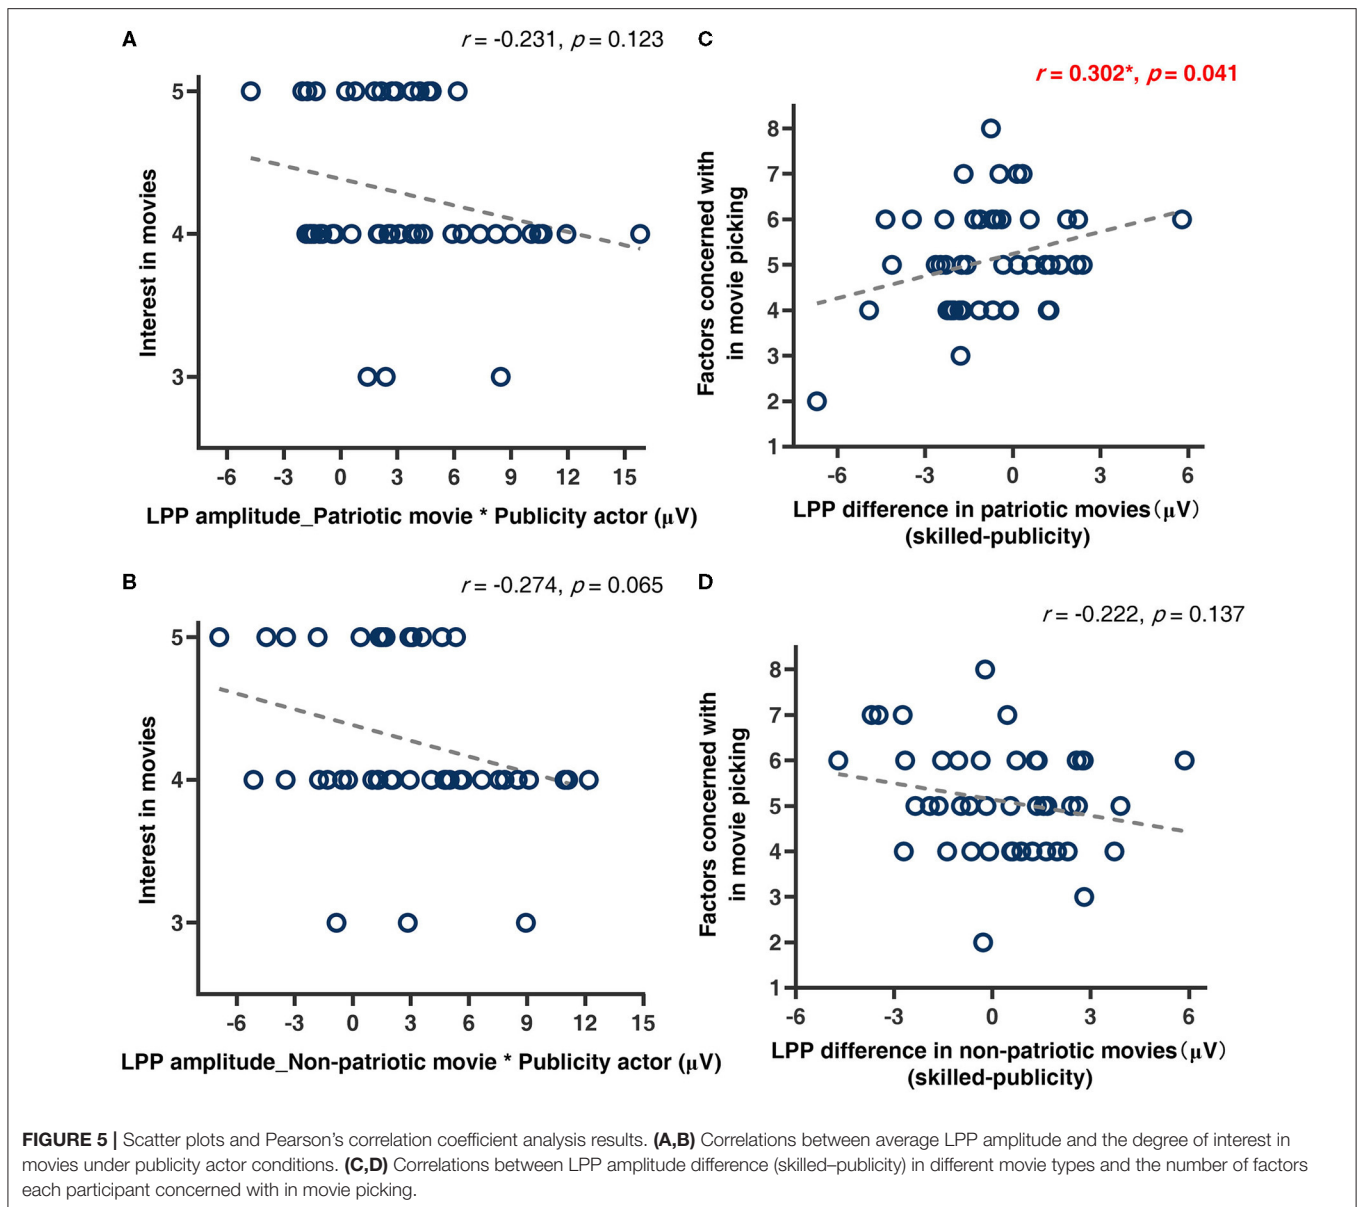 A
r = -0.231, p = 0.123
5
4
3
Interest in movies
-6 -3 0 3 6 9 12 15
LPP amplitude_Patriotic movie * Publicity actor (μV)
C
r = 0.302*, p = 0.041
8
7
6
5
4
3
2
1
Factors concerned with
in movie picking
-6 -3 0 3 6
LPP difference in patriotic movies(μV)
(skilled-publicity)
B
r = -0.274, p = 0.065
5
4
3
Interest in movies
-6 -3 0 3 6 9 12 15
LPP amplitude_Non-patriotic movie * Publicity actor (μV)
D
r = -0.222, p = 0.137
8
7
6
5
4
3
2
1
Factors concerned with
in movie picking
-6 -3 0 3 6
LPP difference in non-patriotic movies(μV)
(skilled-publicity)
FIGURE 5 | Scatter plots and Pearson's correlation coefficient analysis results. (A,B) Correlations between average LPP amplitude and the degree of interest in
movies under publicity actor conditions. (C,D) Correlations between LPP amplitude difference (skilled–publicity) in different movie types and the number of factors
each participant concerned with in movie picking.